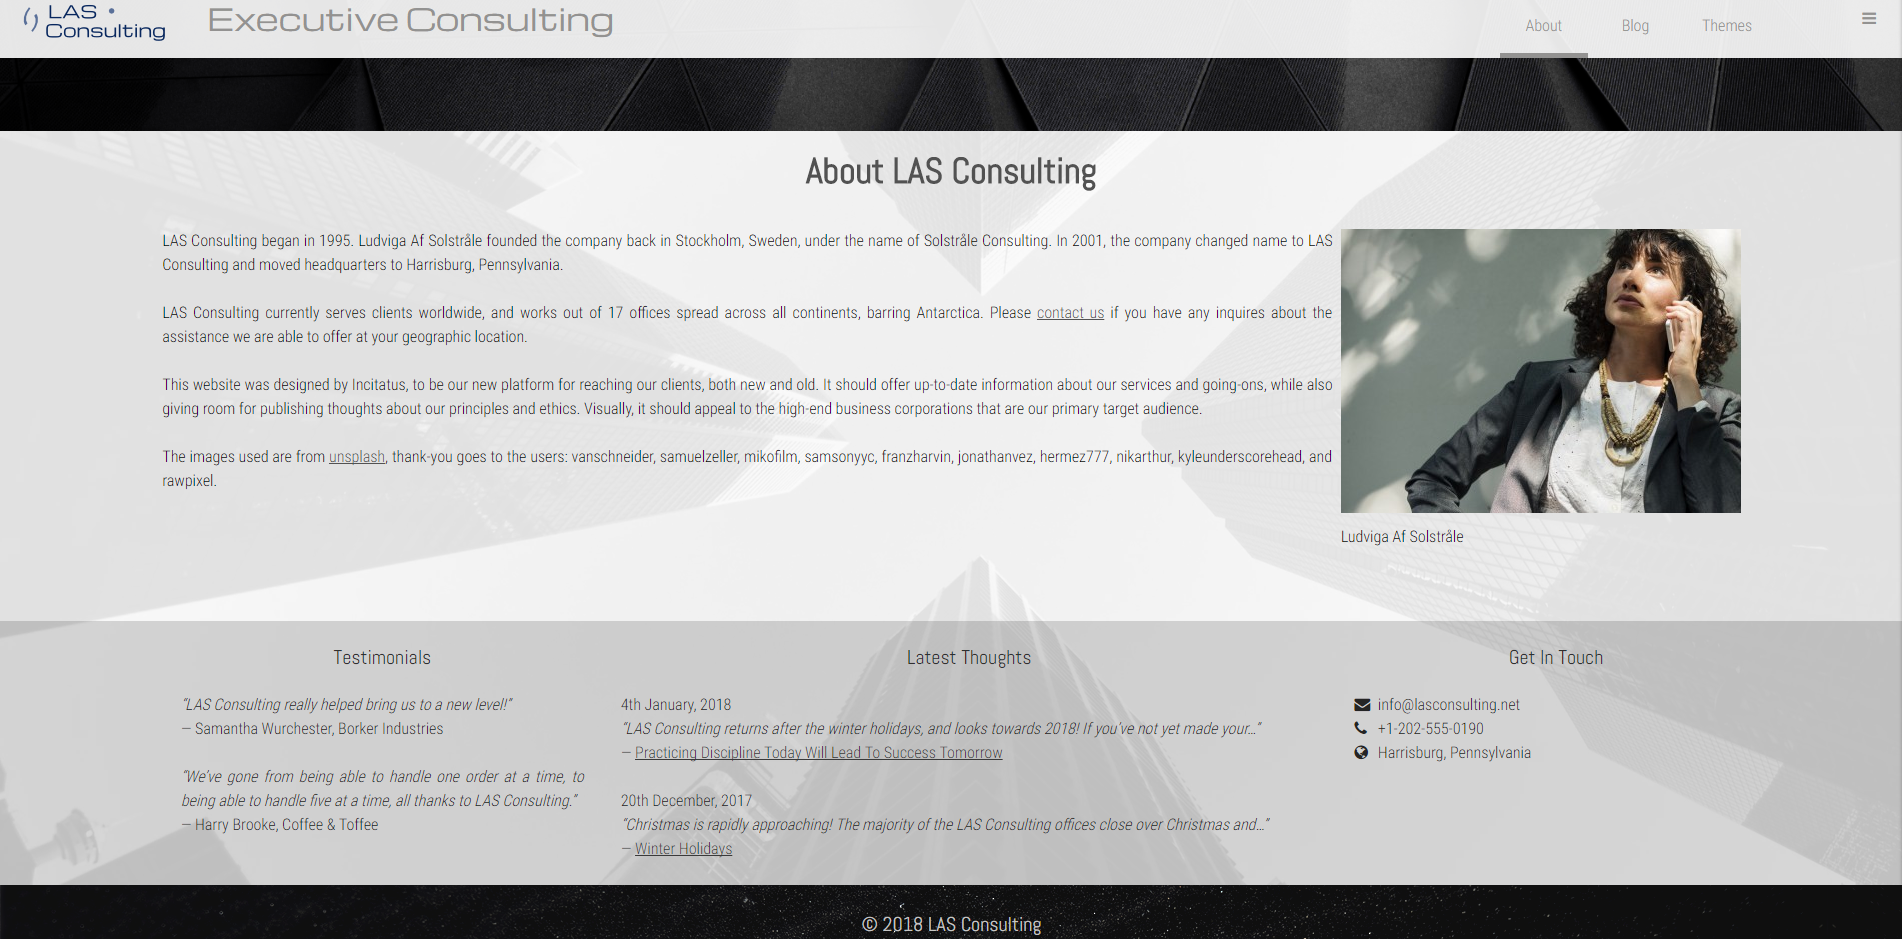 LAS
Consulting
Executive Consulting
About
Blog
Themes
About LAS Consulting
LAS Consulting began in 1995. Ludviga Af Solstråle founded the company back in Stockholm, Sweden, under the name of Solstråle Consulting. In 2001, the company changed name to LAS
Consulting and moved headquarters to Harrisburg, Pennsylvania.
LAS Consulting currently serves clients worldwide, and works out of 17 offices spread across all continents, barring Antarctica. Please contact us if you have any inquires about the
assistance we are able to offer at your geographic location.
This website was designed by Incitatus, to be our new platform for reaching our clients, both new and old. It should offer up-to-date information about our services and going-ons, while also
giving room for publishing thoughts about our principles and ethics. Visually, it should appeal to the high-end business corporations that are our primary target audience.
The images used are from unsplash, thank-you goes to the users: vanschneider, samuelzeller, mikofilm, samsonyyc, franzharvin, jonathanvez, hermez777, nikarthur, kyleunderscorehead, and
rawpixel.
Ludviga Af Solstråle
Testimonials
“LAS Consulting really helped bring us to a new level!”
– Samantha Wurchester, Borker Industries
“We've gone from being able to handle one order at a time, to
being able to handle five at a time, all thanks to LAS Consulting.”
– Harry Brooke, Coffee & Toffee
Latest Thoughts
4th January, 2018
“LAS Consulting returns after the winter holidays, and looks towards 2018! If you've not yet made your...”
– Practicing Discipline Today Will Lead To Success Tomorrow
20th December, 2017
“Christmas is rapidly approaching! The majority of the LAS Consulting offices close over Christmas and...”
– Winter Holidays
Get In Touch
info@lasconsulting.net
+1-202-555-0190
Harrisburg, Pennsylvania
© 2018 LAS Consulting